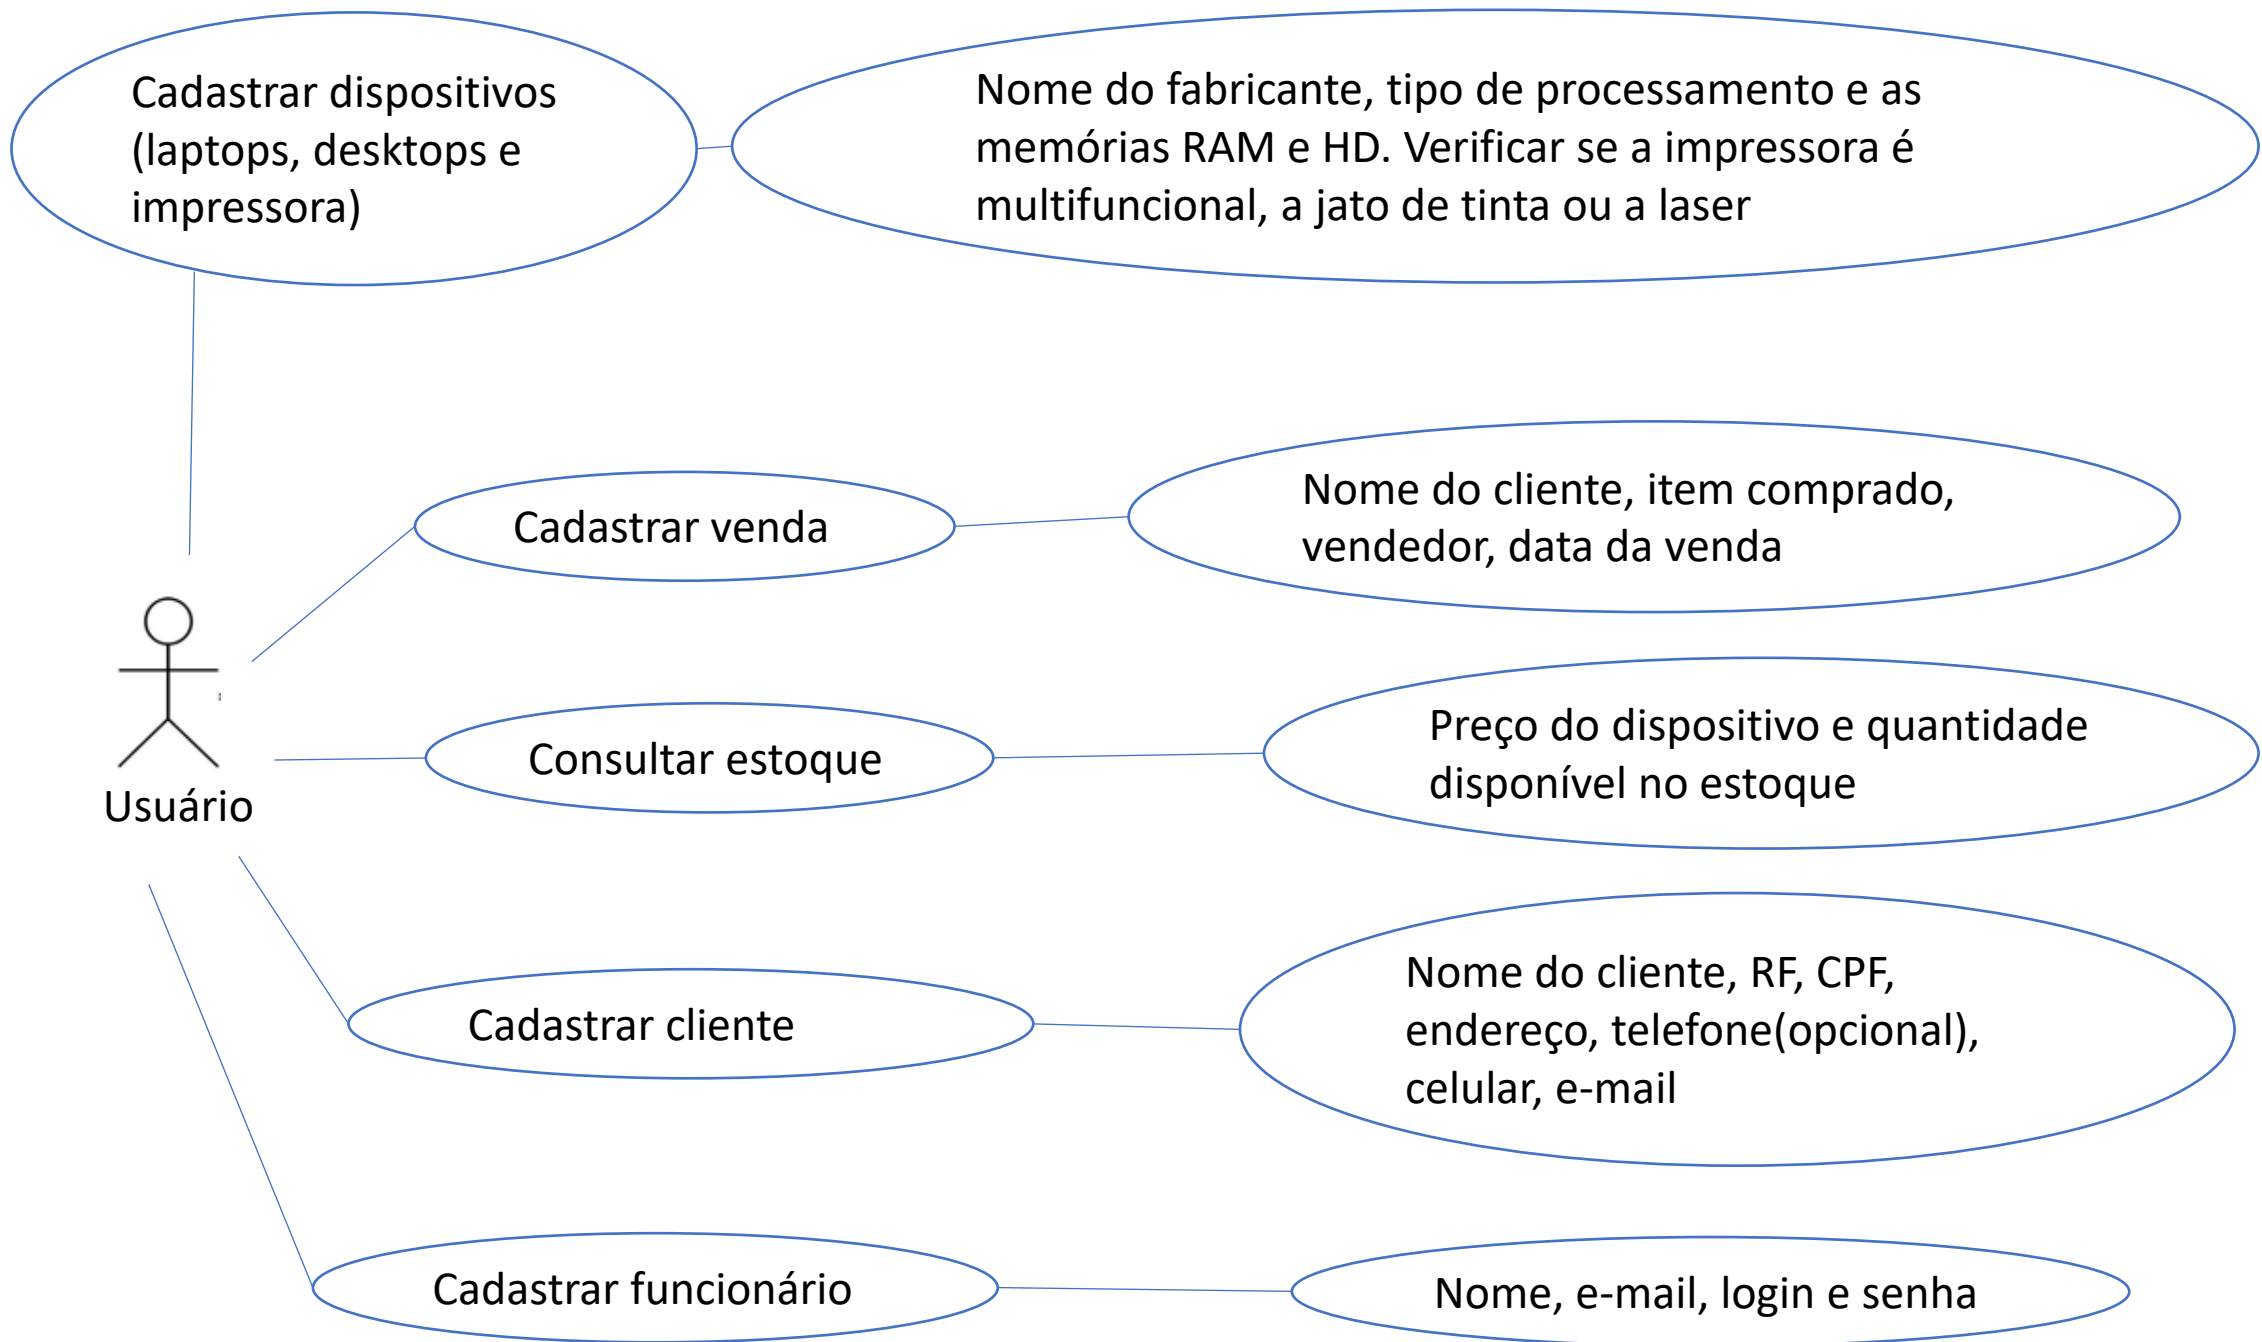 Cadastrar dispositivos
(laptops, desktops e
impressora)
Nome do fabricante, tipo de processamento e as
memórias RAM e HD. Verificar se a impressora é
multifuncional, a jato de tinta ou a laser
Cadastrar venda
Nome do cliente, item comprado,
vendedor, data da venda
Usuário
Consultar estoque
Preço do dispositivo e quantidade
disponível no estoque
Cadastrar cliente
Nome do cliente, RF, CPF,
endereço, telefone(opcional),
celular, e-mail
Cadastrar funcionário
Nome, e-mail, login e senha